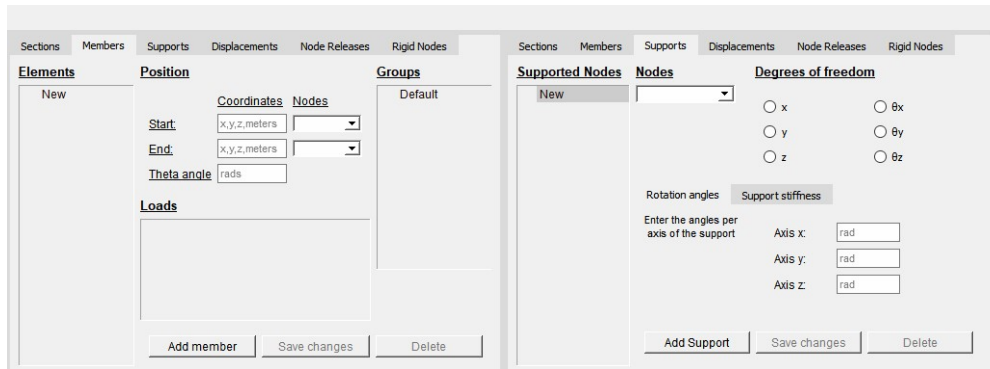 Sections Members Supports Displacements Node Releases Rigid Nodes
Elements Position Groups
New Default
Coordinates Nodes
Start: x,y,z,meters
End: x,y,z,meters
Theta angle rads
Loads
Add member Save changes Delete
Sections Members Supports Displacements Node Releases Rigid Nodes
Supported Nodes Nodes Degrees of freedom
New
x θx
y θy
z θz
Rotation angles Support stiffness
Enter the angles per
axis of the support
Axis x: rad
Axis y: rad
Axis z: rad
Add Support Save changes Delete